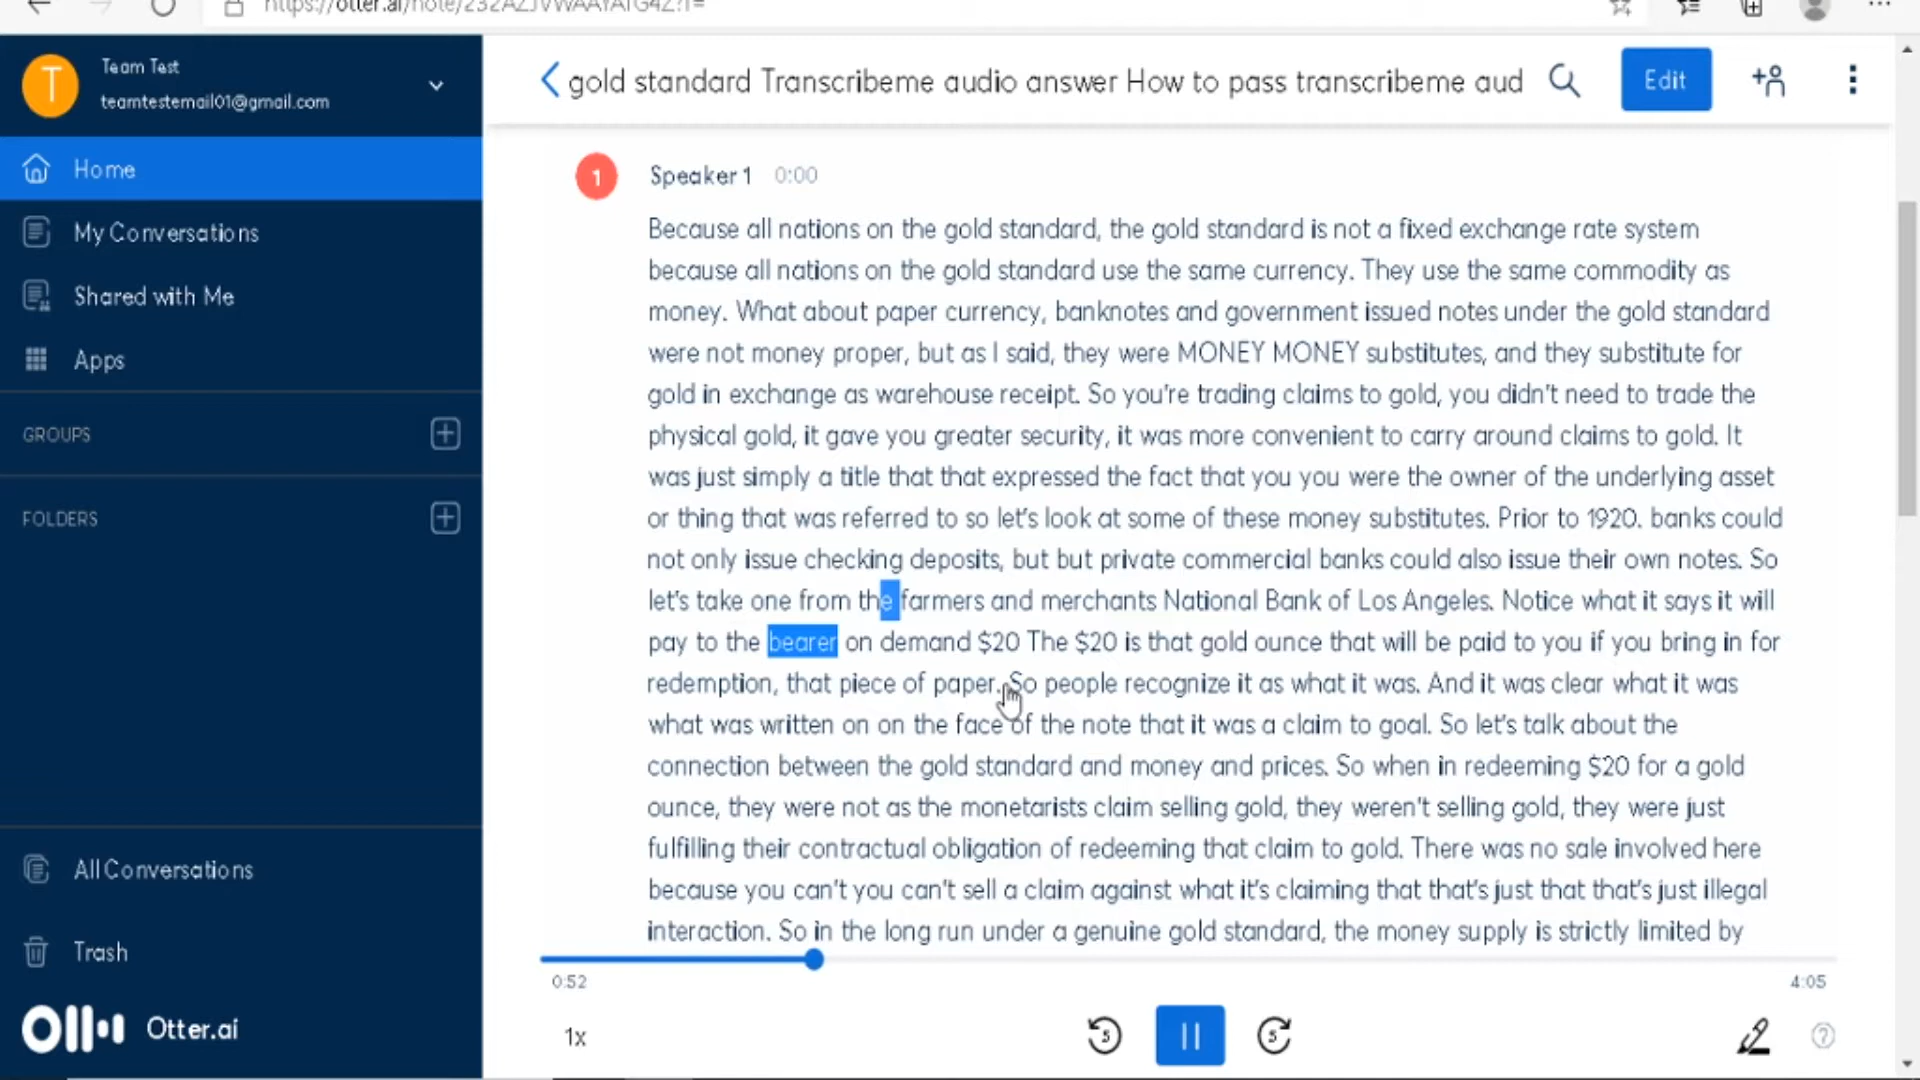 Team Test
teamtestemail01@gmail.com
Home
My Conversations
Shared with Me
Apps
GROUPS
FOLDERS
All Conversations
Trash
Otter.ai
gold standard Transcribeme audio answer How to pass transcribeme aud
Edit
1
Speaker 1 0:00
Because all nations on the gold standard, the gold standard is not a fixed exchange rate system
because all nations on the gold standard use the same currency. They use the same commodity as
money. What about paper currency, banknotes and government issued notes under the gold standard
were not money proper, but as I said, they were MONEY MONEY substitutes, and they substitute for
gold in exchange as warehouse receipt. So you're trading claims to gold, you didn't need to trade the
physical gold, it gave you greater security, it was more convenient to carry around claims to gold. It
was just simply a title that that expressed the fact that you you were the owner of the underlying asset
or thing that was referred to so let's look at some of these money substitutes. Prior to 1920. banks could
not only issue checking deposits, but but private commercial banks could also issue their own notes. So
let's take one from the farmers and merchants National Bank of Los Angeles. Notice what it says it will
pay to the bearer on demand $20 The $20 is that gold ounce that will be paid to you if you bring in for
redemption, that piece of paper. So people recognize it as what it was. And it was clear what it was
what was written on on the face of the note that it was a claim to goal. So let's talk about the
connection between the gold standard and money and prices. So when in redeeming $20 for a gold
ounce, they were not as the monetarists claim selling gold, they weren't selling gold, they were just
fulfilling their contractual obligation of redeeming that claim to gold. There was no sale involved here
because you can't you can't sell a claim against what it's claiming that that's just that that's just illegal
interaction. So in the long run under a genuine gold standard, the money supply is strictly limited by
0:52
4:05
1x
5
5